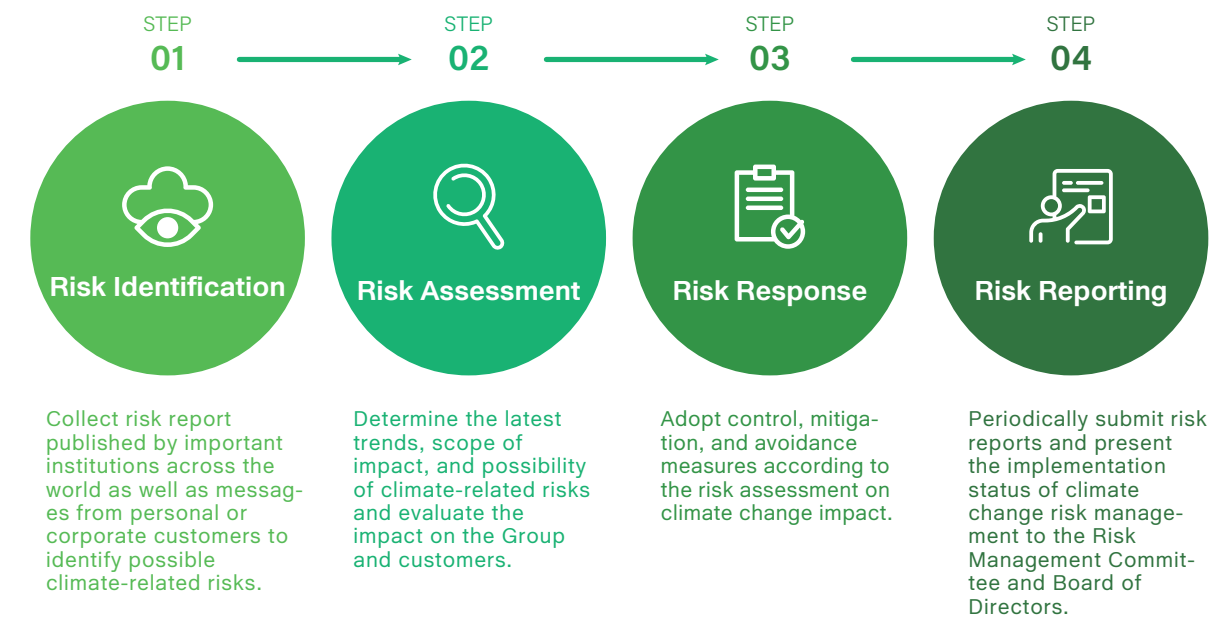 STEP
01
Risk Identification
Collect risk report
published by important
institutions across the
world as well as messag-
es from personal or
corporate customers to
identify possible
climate-related risks.
STEP
02
Risk Assessment
Determine the latest
trends, scope of
impact, and possibility
of climate-related risks
and evaluate the
impact on the Group
and customers.
STEP
03
Risk Response
Adopt control, mitiga-
tion, and avoidance
measures according to
the risk assessment on
climate change impact.
STEP
04
Risk Reporting
Periodically submit risk
reports and present
the implementation
status of climate
change risk manage-
ment to the Risk
Management Commit-
tee and Board of
Directors.